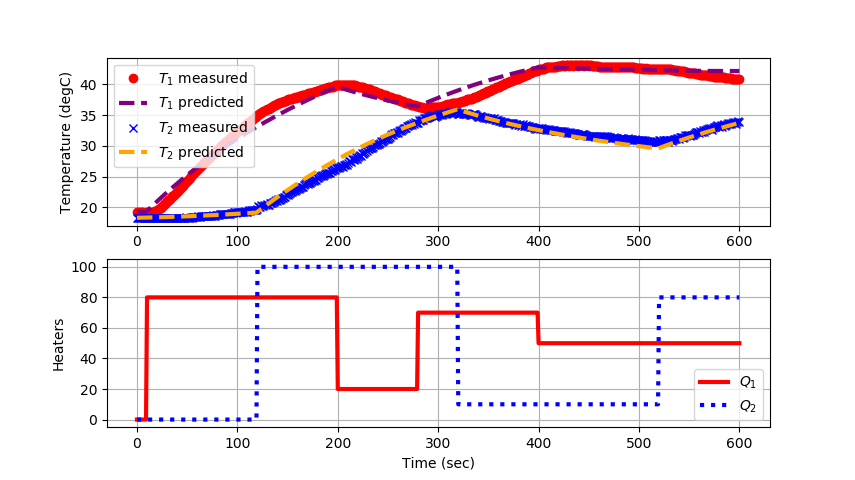 Temperature (degC)
40
35
30
25
20
T₁ measured
T₁ predicted
T₂ measured
T₂ predicted
0 100 200 300 400 500 600
Heaters
100
80
60
40
20
0
Q₁
Q₂
0 100 200 300 400 500 600
Time (sec)